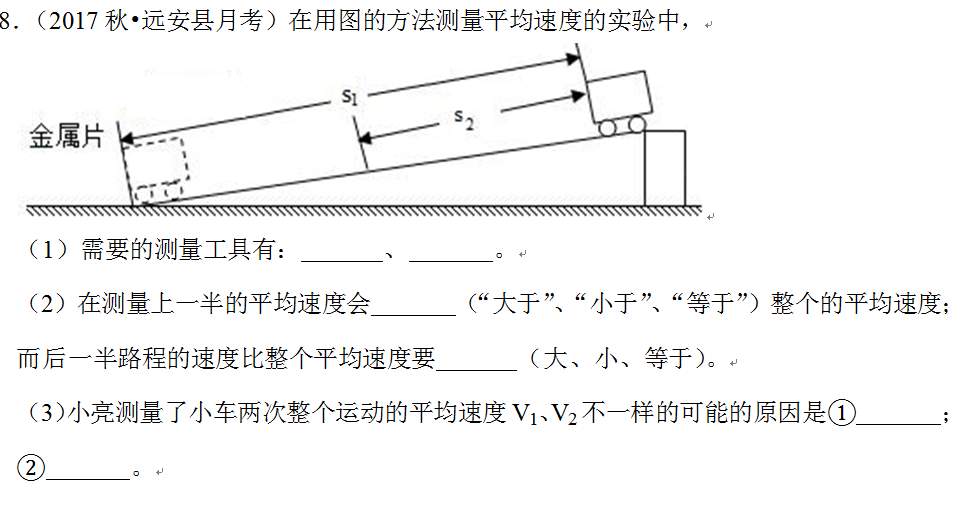 8．（2017 秋•远安县月考）在用图的方法测量平均速度的实验中，
s1
s2
金属片
（1）需要的测量工具有：_______、_______。
（2）在测量上一半的平均速度会_______（“大于”、“小于”、“等于”）整个的平均速度；
而后一半路程的速度比整个平均速度要_______（大、小、等于）。
（3）小亮测量了小车两次整个运动的平均速度 V1、V2 不一样的可能的原因是①_______；
②_______。